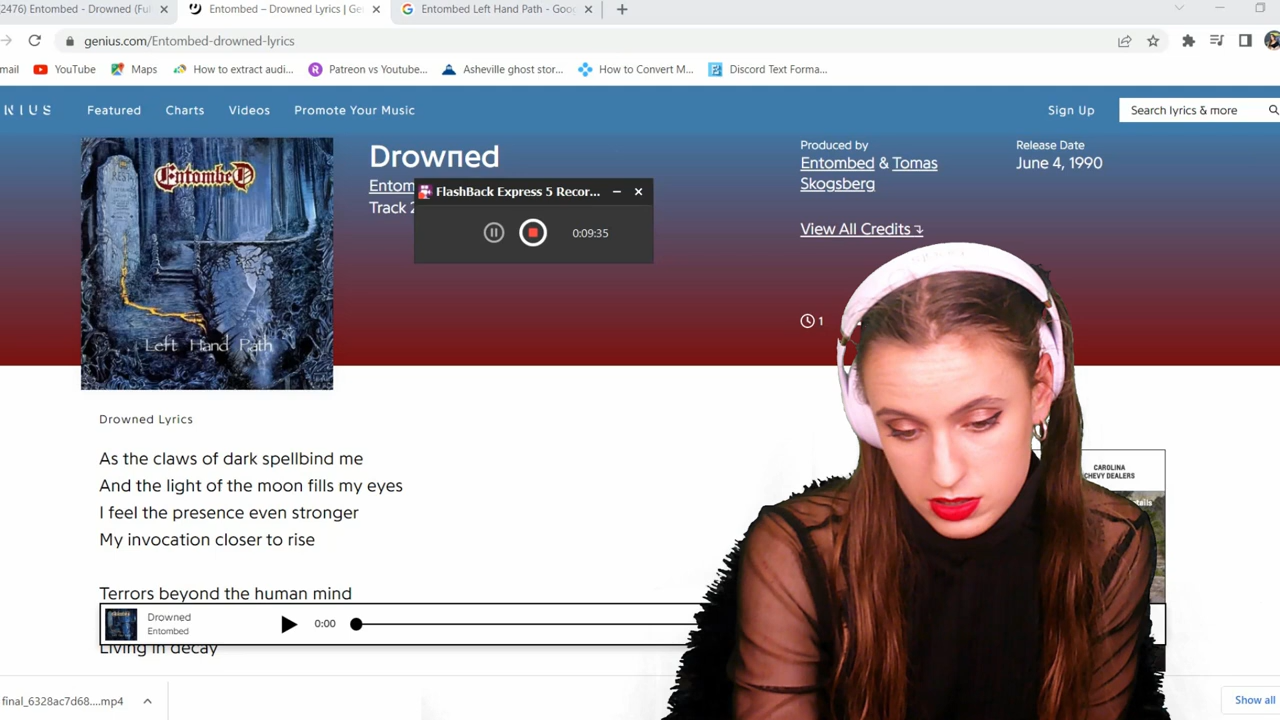 2476) Entombed - Drowned (Ful
Entombed – Drowned Lyrics | Ge
Entombed Left Hand Path - Goo
genius.com/Entombed-drowned-lyrics
mail
YouTube
Maps
How to extract audi...
Patreon vs Youtube...
Asheville ghost stor...
How to Convert M...
Discord Text Forma...
NIUS
Featured
Charts
Videos
Promote Your Music
Sign Up
Search lyrics & more
Entombed
Left Hand Path
Drowned
Entom
Track 2
FlashBack Express 5 Recor...
0:09:35
Produced by
Entombed & Tomas
Skogsberg
Release Date
June 4, 1990
View All Credits
1
Drowned Lyrics
As the claws of dark spellbind me
And the light of the moon fills my eyes
I feel the presence even stronger
My invocation closer to rise
Terrors beyond the human mind
Drowned
Entombed
0:00
Living in decay
CAROLINA
CHEVY DEALERS
final_6328ac7d68....mp4
Show all